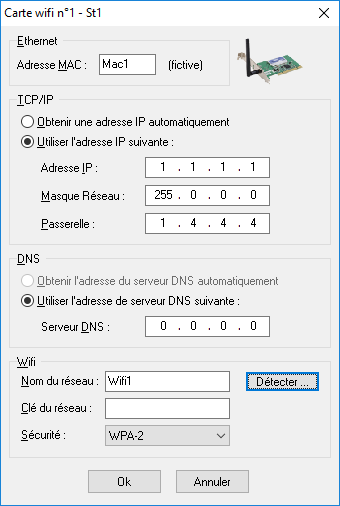 Carte wifi n°1 - St1
Ethernet
Adresse MAC : Mac1 (fictive)
TCP/IP
Obtenir une adresse IP automatiquement
Utiliser l'adresse IP suivante :
Adresse IP : 1 . 1 . 1 . 1
Masque Réseau : 255 . 0 . 0 . 0
Passerelle : 1 . 4 . 4 . 4
DNS
Obtenir l'adresse du serveur DNS automatiquement
Utiliser l'adresse de serveur DNS suivante :
Serveur DNS : 0 . 0 . 0 . 0
Wifi
Nom du réseau : Wifi1 Détecter ...
Clé du réseau :
Sécurité : WPA-2
Ok Annuler